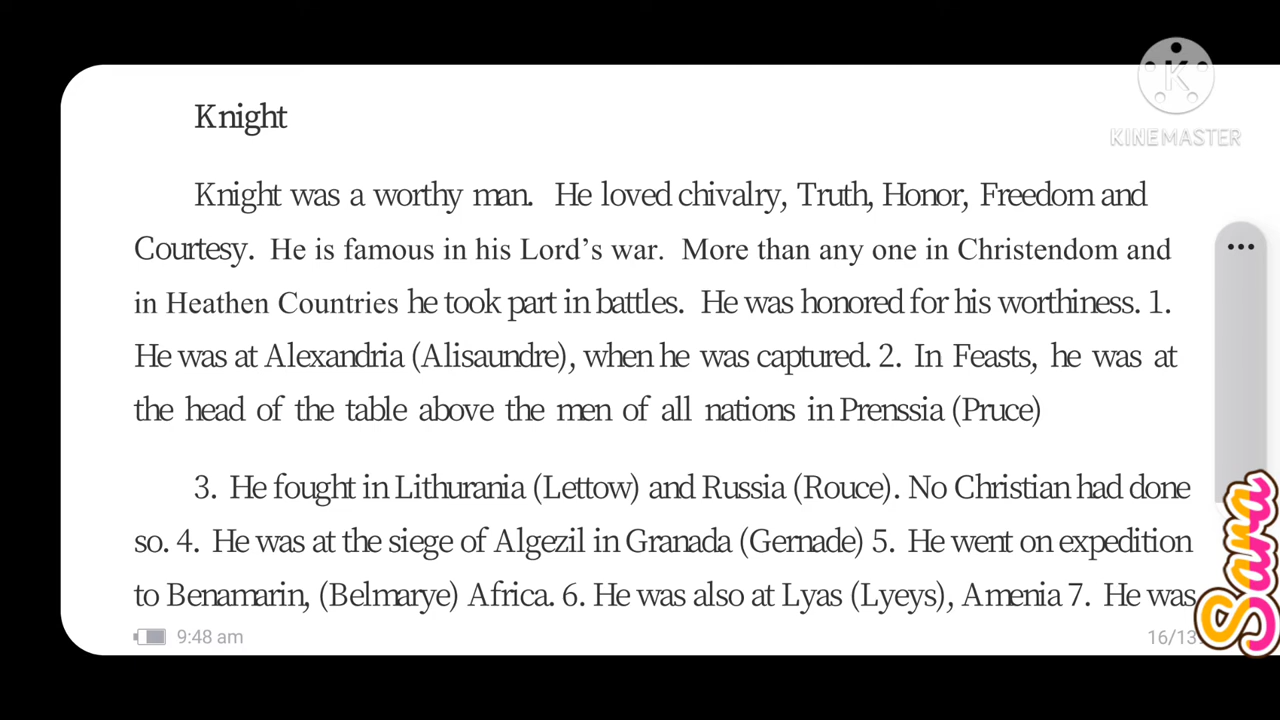 KINEMASTER
Knight
Knight was a worthy man. He loved chivalry, Truth, Honor, Freedom and
Courtesy. He is famous in his Lord's war. More than any one in Christendom and
in Heathen Countries he took part in battles. He was honored for his worthiness. 1.
He was at Alexandria (Alisaundre), when he was captured. 2. In Feasts, he was at
the head of the table above the men of all nations in Prenssia (Pruce)
3. He fought in Lithurania (Lettow) and Russia (Rouce). No Christian had done
so. 4. He was at the siege of Algezil in Granada (Gernade) 5. He went on expedition
to Benamarin, (Belmarye) Africa. 6. He was also at Lyas (Lyeys), Amenia 7. He was
9:48 am
16/13
Sara